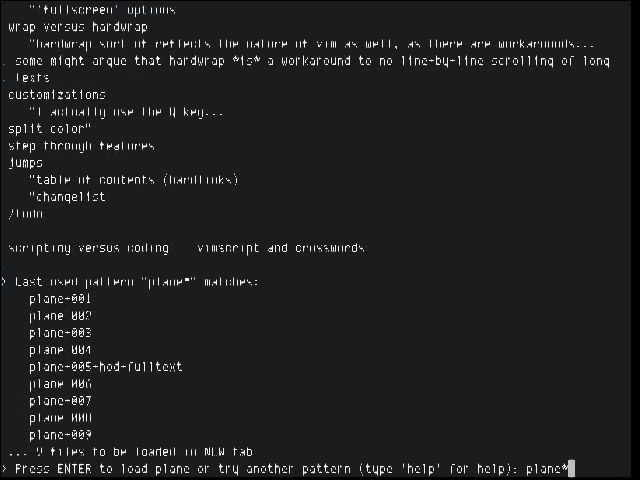 "'fullscreen' options
wrap versus hardwrap
"hardwrap sort of reflects the nature of vim as well, as there are workarounds...
. some might argue that hardwrap *is* a workaround to no line-by-line scrolling of long
. texts
customizations
"I actually use the Q key...
split color"
step through features
jumps
"table of contents (hardlinks)
"changelist
/todo
scripting versus coding vimscript and crosswords
> Last used pattern "plane*" matches:
plane+001
plane 002
plane+003
plane 004
plane+005+hod+fulltext
plane 006
plane+007
plane 008
plane+009
... 9 files to be loaded in NEW tab
> Press ENTER to load plane or try another pattern (type 'help' for help): plane*